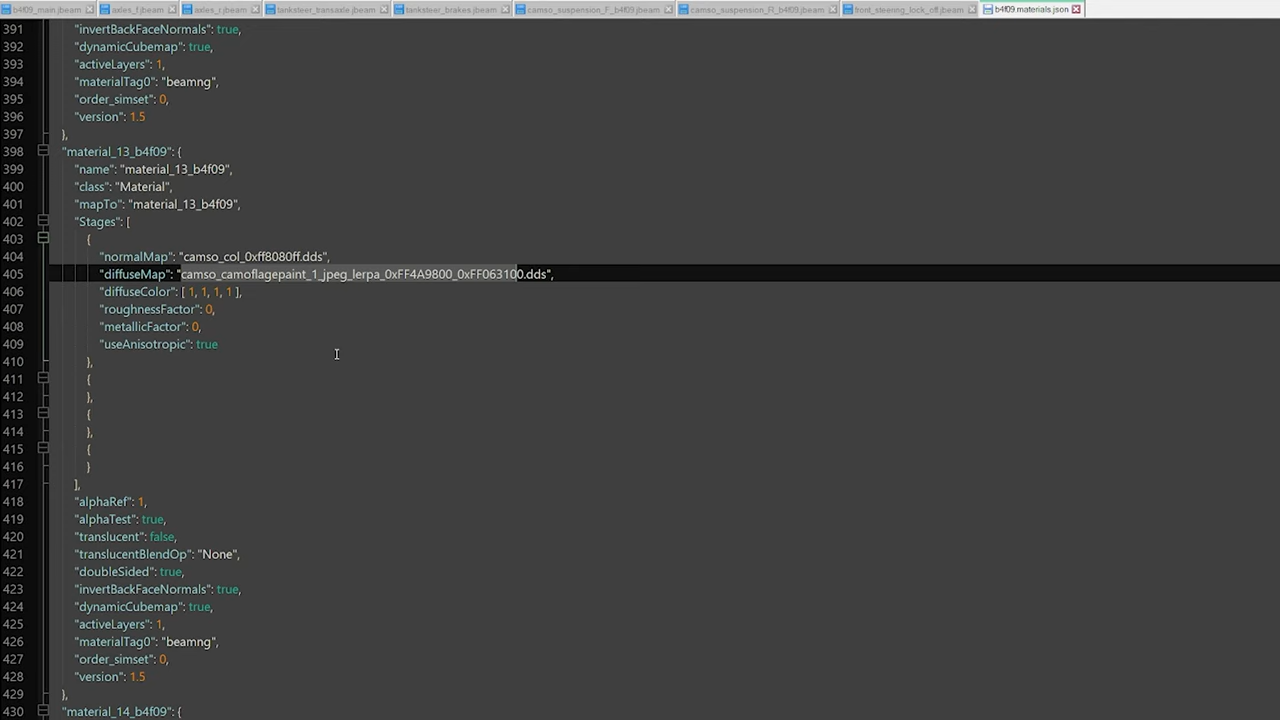 b4f09_main.jbeam axles_f.jbeam axles_r.jbeam tanksteer_transaxle.jbeam tanksteer_brakes.jbeam camso_suspension_F_b4f09.jbeam camso_suspension_R_b4f09.jbeam front_steering_lock_off.jbeam b4f09.materials.json
391 "invertBackFaceNormals": true,
392 "dynamicCubemap": true,
393 "activeLayers": 1,
394 "materialTag0": "beamng",
395 "order_simset": 0,
396 "version": 1.5
397 },
398 "material_13_b4f09": {
399 "name": "material_13_b4f09",
400 "class": "Material",
401 "mapTo": "material_13_b4f09",
402 "Stages": [
403 {
404 "normalMap": "camso_col_0xff8080ff.dds",
405 "diffuseMap": "camso_camoflagepaint_1_jpeg_lerpa_0xFF4A9800_0xFF063100.dds",
406 "diffuseColor": [ 1, 1, 1, 1 ],
407 "roughnessFactor": 0,
408 "metallicFactor": 0,
409 "useAnisotropic": true
410 },
411 {
412 },
413 {
414 },
415 {
416 }
417 ],
418 "alphaRef": 1,
419 "alphaTest": true,
420 "translucent": false,
421 "translucentBlendOp": "None",
422 "doubleSided": true,
423 "invertBackFaceNormals": true,
424 "dynamicCubemap": true,
425 "activeLayers": 1,
426 "materialTag0": "beamng",
427 "order_simset": 0,
428 "version": 1.5
429 },
430 "material_14_b4f09": {